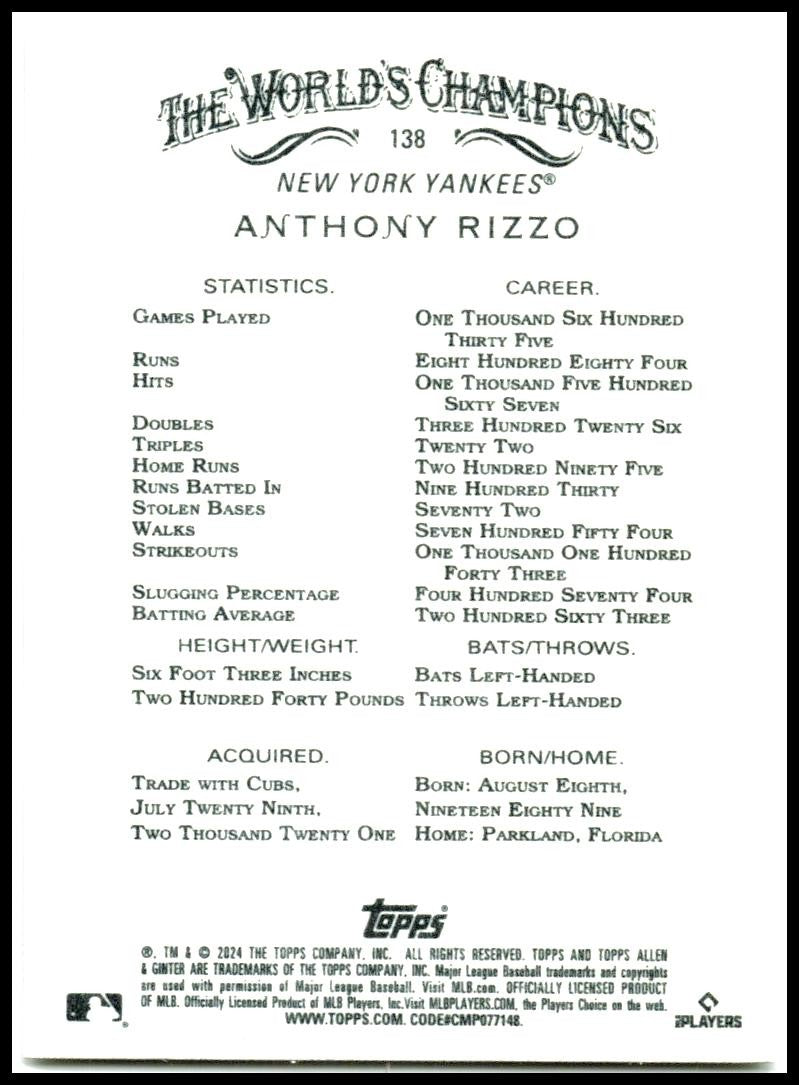 THE WORLD'S CHAMPIONS
138
NEW YORK YANKEES®
ANTHONY RIZZO
STATISTICS. CAREER.
GAMES PLAYED ONE THOUSAND SIX HUNDRED
THIRTY FIVE
RUNS EIGHT HUNDRED EIGHTY FOUR
HITS ONE THOUSAND FIVE HUNDRED
SIXTY SEVEN
DOUBLES THREE HUNDRED TWENTY SIX
TRIPLES TWENTY TWO
HOME RUNS TWO HUNDRED NINETY FIVE
RUNS BATTED IN NINE HUNDRED THIRTY
STOLEN BASES SEVENTY TWO
WALKS SEVEN HUNDRED FIFTY FOUR
STRIKEOUTS ONE THOUSAND ONE HUNDRED
FORTY THREE
SLUGGING PERCENTAGE FOUR HUNDRED SEVENTY FOUR
BATTING AVERAGE TWO HUNDRED SIXTY THREE
HEIGHT/WEIGHT. BATS/THROWS.
SIX FOOT THREE INCHES BATS LEFT-HANDED
TWO HUNDRED FORTY POUNDS THROWS LEFT-HANDED
ACQUIRED. BORN/HOME.
TRADE WITH CUBS, BORN: AUGUST EIGHTH,
JULY TWENTY NINTH, NINETEEN EIGHTY NINE
TWO THOUSAND TWENTY ONE HOME: PARKLAND, FLORIDA
topps®
®, TM & © 2024 THE TOPPS COMPANY, INC. ALL RIGHTS RESERVED. TOPPS AND TOPPS ALLEN
& GINTER ARE TRADEMARKS OF THE TOPPS COMPANY, INC. Major League Baseball trademarks and copyrights
are used with permission of Major League Baseball. Visit MLB.com. OFFICIALLY LICENSED PRODUCT
OF MLB. Officially Licensed Product of MLB Players, Inc. Visit MLBPLAYERS.COM, the Players Choice on the web.
WWW.TOPPS.COM. CODE#CMP077148.
PLAYERS